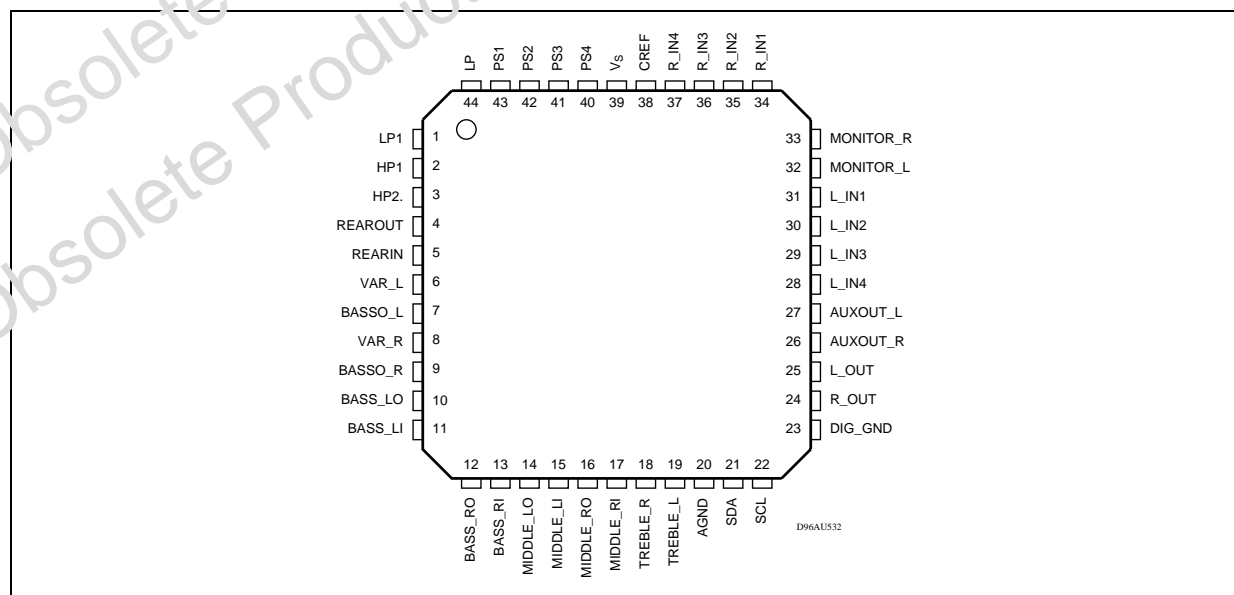 Obsolete Product
Obsolete Product
LP
PS1
PS2
PS3
PS4
Vs
CREF
R_IN4
R_IN3
R_IN2
R_IN1
44 43 42 41 40 39 38 37 36 35 34
LP1 1
HP1 2
HP2. 3
REAROUT 4
REARIN 5
VAR_L 6
BASSO_L 7
VAR_R 8
BASSO_R 9
BASS_LO 10
BASS_LI 11
33 MONITOR_R
32 MONITOR_L
31 L_IN1
30 L_IN2
29 L_IN3
28 L_IN4
27 AUXOUT_L
26 AUXOUT_R
25 L_OUT
24 R_OUT
23 DIG_GND
12 13 14 15 16 17 18 19 20 21 22
BASS_RO
BASS_RI
MIDDLE_LO
MIDDLE_LI
MIDDLE_RO
MIDDLE_RI
TREBLE_R
TREBLE_L
AGND
SDA
SCL
D96AU532